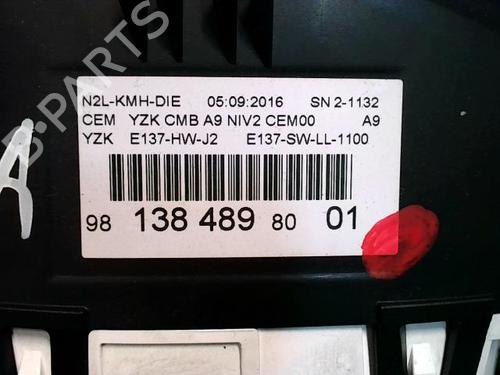 N2L-KMH-DIE 05:09:2016 SN 2-1132
CEM YZK CMB A9 NIV2 CEM00 A9
YZK E137-HW-J2 E137-SW-LL-1100
98 138 489 80 01
A
B-PARTS